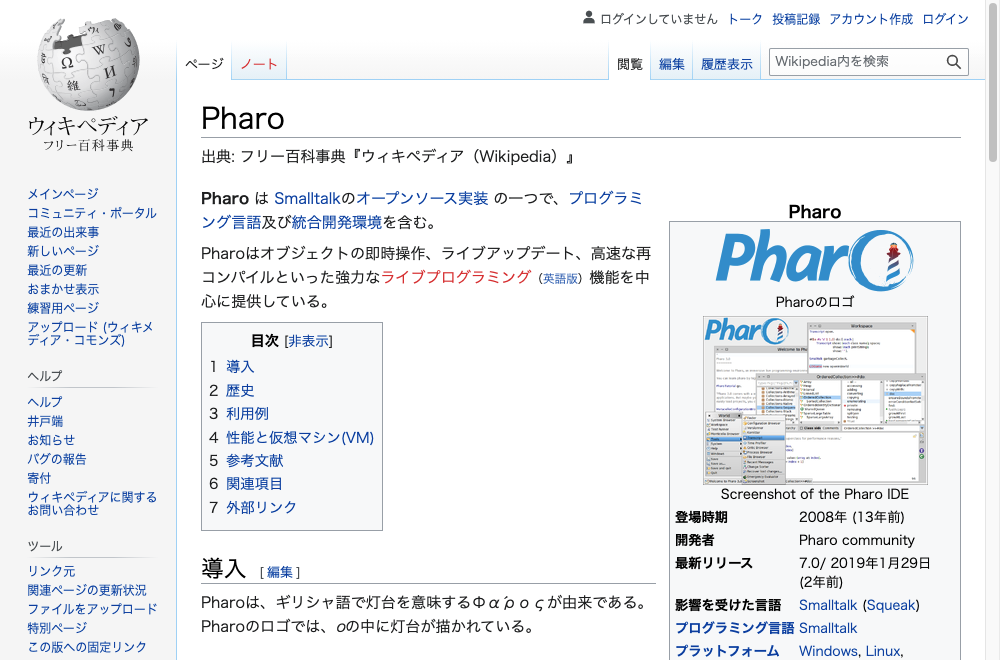 ウィキペディア
フリー百科事典
ログインしていません トーク 投稿記録 アカウント作成 ログイン
ページ ノート 閲覧 編集 履歴表示 Wikipedia内を検索
メインページ
コミュニティ・ポータル
最近の出来事
新しいページ
最近の更新
おまかせ表示
練習用ページ
アップロード (ウィキメ
ディア・コモンズ)
ヘルプ
ヘルプ
井戸端
お知らせ
バグの報告
寄付
ウィキペディアに関する
お問い合わせ
ツール
リンク元
関連ページの更新状況
ファイルをアップロード
特別ページ
この版への固定リンク
Pharo
出典: フリー百科事典『ウィキペディア（Wikipedia）』
Pharo は Smalltalkのオープンソース実装 の一つで、プログラミ
ング言語及び統合開発環境を含む。
Pharoはオブジェクトの即時操作、ライブアップデート、高速な再
コンパイルといった強力なライブプログラミング（英語版）機能を中
心に提供している。
目次 [非表示]
1 導入
2 歴史
3 利用例
4 性能と仮想マシン(VM)
5 参考文献
6 関連項目
7 外部リンク
導入 [編集]
Pharoは、ギリシャ語で灯台を意味するΦάροςが由来である。
Pharoのロゴでは、oの中に灯台が描かれている。
Pharo
Pharo
Pharoのロゴ
Pharo
Workspace
Screenshot of the Pharo IDE
登場時期 2008年 (13年前)
開発者 Pharo community
最新リリース 7.0/ 2019年1月29日
(2年前)
影響を受けた言語 Smalltalk (Squeak)
プログラミング言語 Smalltalk
プラットフォーム Windows, Linux,